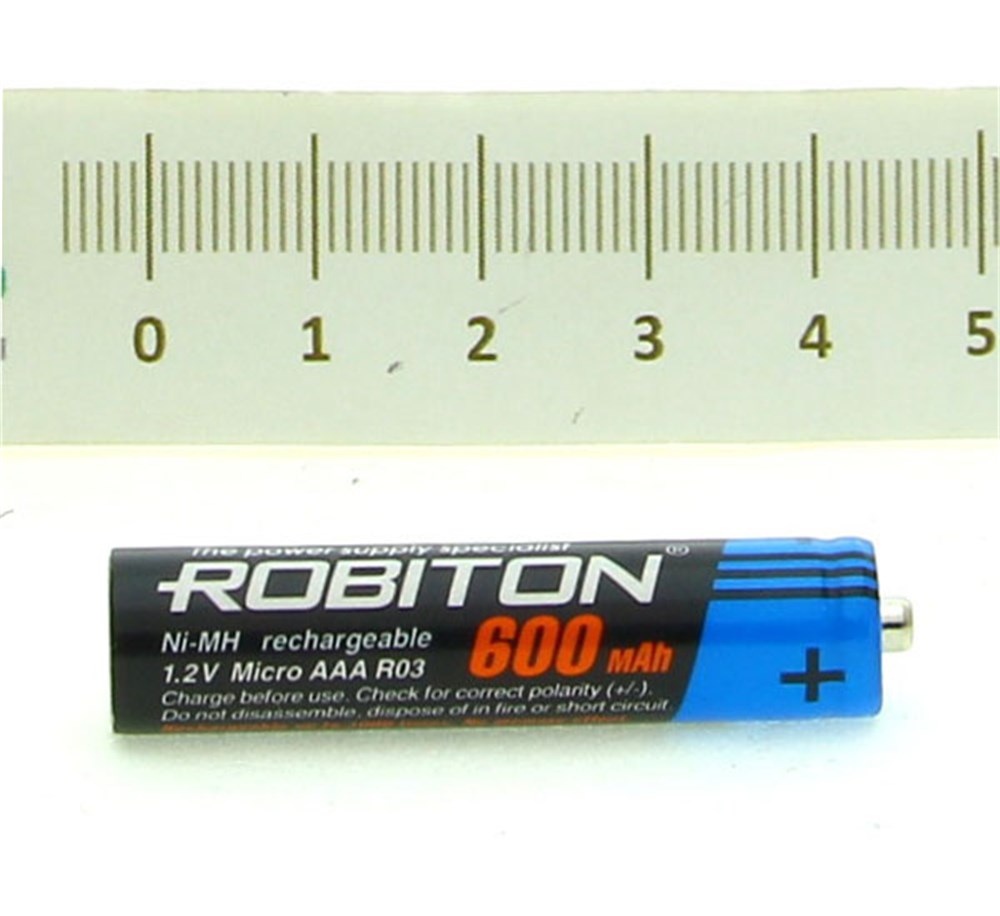 0 1 2 3 4 5
The power supply specialist
ROBITON®
Ni-MH rechargeable
600 mAh
1.2V Micro AAA R03
Charge before use. Check for correct polarity (+/-).
Do not disassemble, dispose of in fire or short circuit.
+